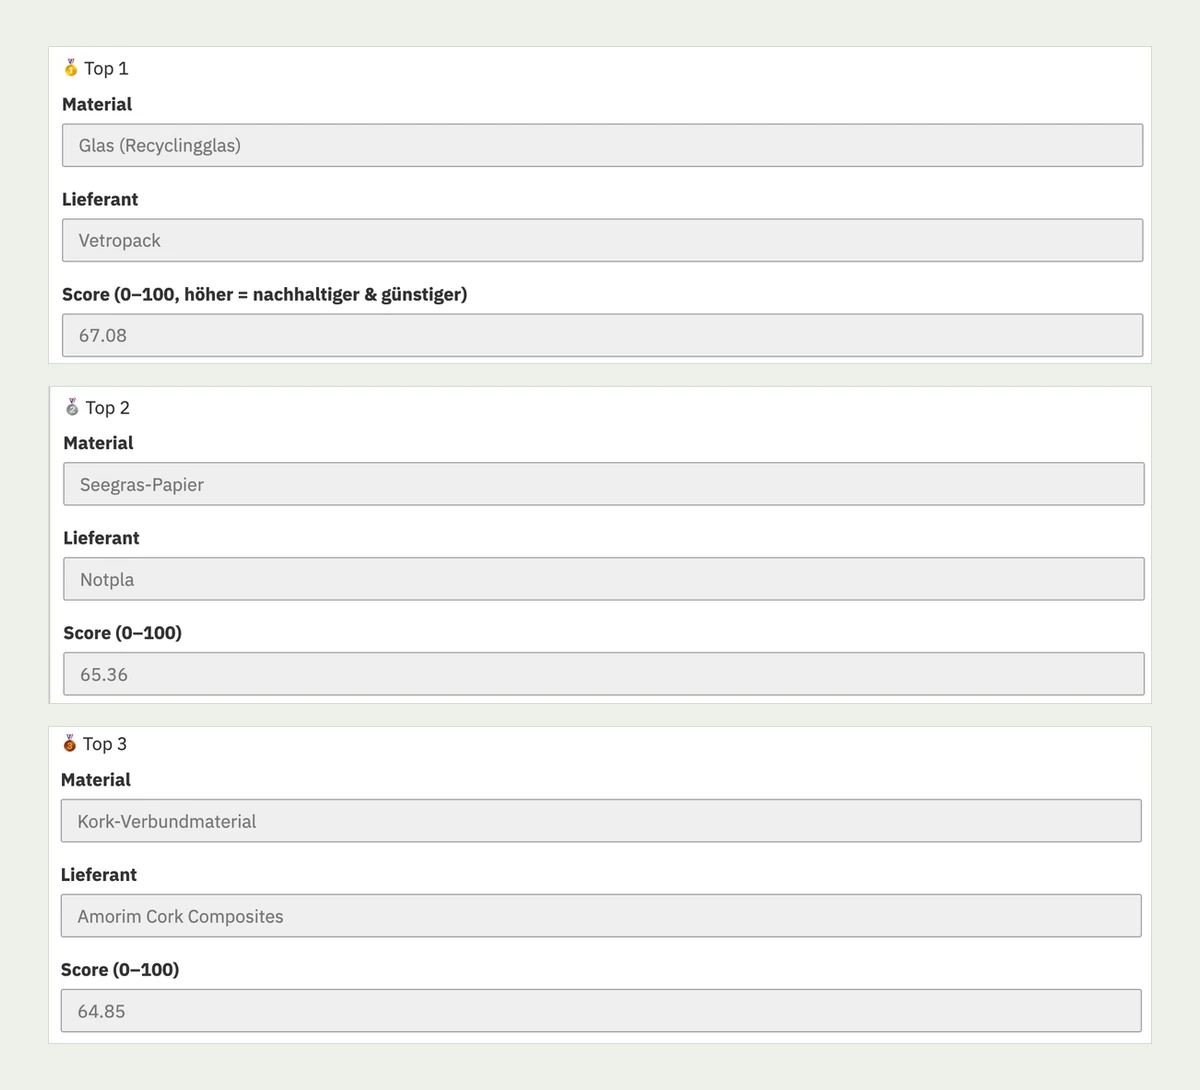 🥇 Top 1
Material
Glas (Recyclingglas)
Lieferant
Vetropack
Score (0–100, höher = nachhaltiger & günstiger)
67.08
🥈 Top 2
Material
Seegras-Papier
Lieferant
Notpla
Score (0–100)
65.36
🥉 Top 3
Material
Kork-Verbundmaterial
Lieferant
Amorim Cork Composites
Score (0–100)
64.85